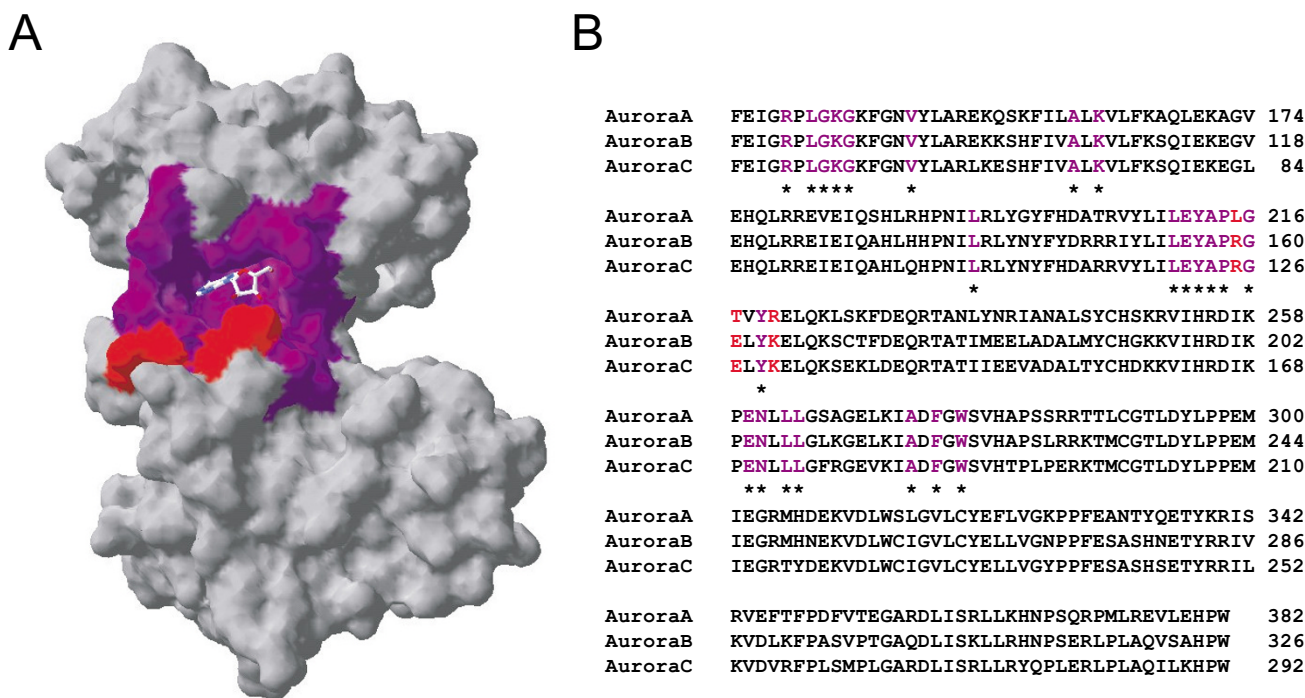 A
B
AuroraA FEIGRPLGKGKFGNVYLAREKQSKFILALKVLFKAQLEKAGV 174
AuroraB FEIGRPLGKGKFGNVYLAREKKSHFIVALKVLFKSQIEKEGV 118
AuroraC FEIGRPLGKGKFGNVYLARLKESHFIVALKVLFKSQIEKEGL 84
* **** * * *
AuroraA EHQLRREVEIQSHLRHPNILRLYGYFHDATRVYLILEYAPLG 216
AuroraB EHQLRREIEIQAHLHHPNILRLYNYFYDRRRIYLILEYAPRG 160
AuroraC EHQLRREIEIQAHLQHPNILRLYNYFHDARRVYLILEYAPRG 126
* ***** *
AuroraA TVYRELQKLSKFDEQRTANLYNRIANALSYCHSKRVIHRDIK 258
AuroraB ELYKELQKSCTFDEQRTATIMEELADALMYCHGKKVIHRDIK 202
AuroraC ELYKELQKSEKLDEQRTATIIEEVADALTYCHDKKVIHRDIK 168
*
AuroraA PENLLLGSAGELKIADFGWSVHAPSSRRTTLCGTLDYLPPEM 300
AuroraB PENLLLGLKGELKIADFGWSVHAPSLRRKTMCGTLDYLPPEM 244
AuroraC PENLLLGFRGEVKIADFGWSVHTPLPERKTMCGTLDYLPPEM 210
** ** * * *
AuroraA IEGRMHDEKVDLWSLGVLCYEFLVGKPPFEANTYQETYKRIS 342
AuroraB IEGRMHNEKVDLWCIGVLCYELLVGNPPFESASHNETYRRIV 286
AuroraC IEGRTYDEKVDLWCIGVLCYELLVGYPPFESASHSETYRRIL 252
AuroraA RVEFTFPDFVTEGARDLISRLLKHNPSQRPMLREVLEHPW 382
AuroraB KVDLKFPASVPTGAQDLISKLLRHNPSERLPLAQVSAHPW 326
AuroraC KVDVRFPLSMPLGARDLISRLLRYQPLERLPLAQILKHPW 292